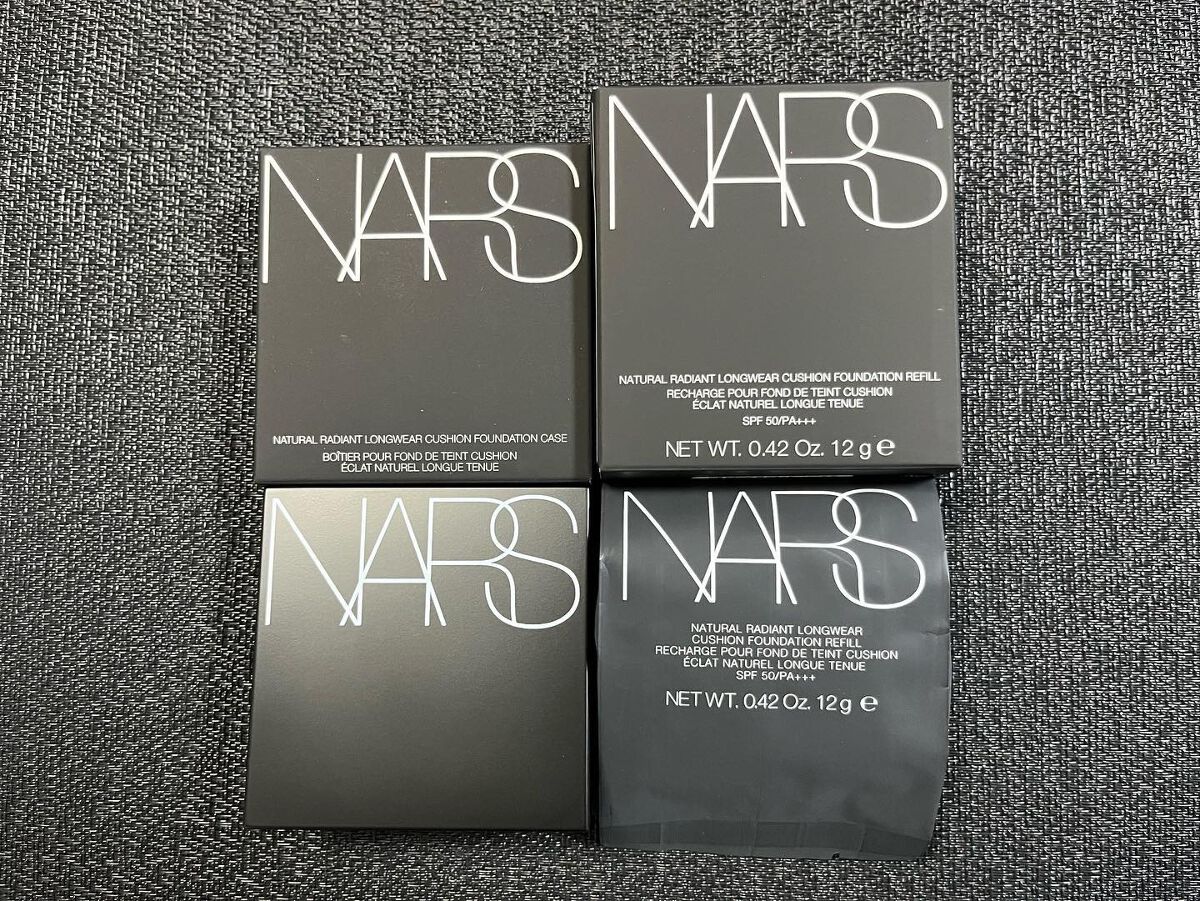 NARS
NATURAL RADIANT LONGWEAR CUSHION FOUNDATION CASE
BOÎTIER POUR FOND DE TEINT CUSHION
ÉCLAT NATUREL LONGUE TENUE
NARS
NATURAL RADIANT LONGWEAR CUSHION FOUNDATION REFILL
RECHARGE POUR FOND DE TEINT CUSHION
ÉCLAT NATUREL LONGUE TENUE
SPF 50/PA+++
NET WT. 0.42 Oz. 12 g ℮
NARS
NARS
NATURAL RADIANT LONGWEAR
CUSHION FOUNDATION REFILL
RECHARGE POUR FOND DE TEINT CUSHION
ÉCLAT NATUREL LONGUE TENUE
SPF 50/PA+++
NET WT. 0.42 Oz. 12 g ℮